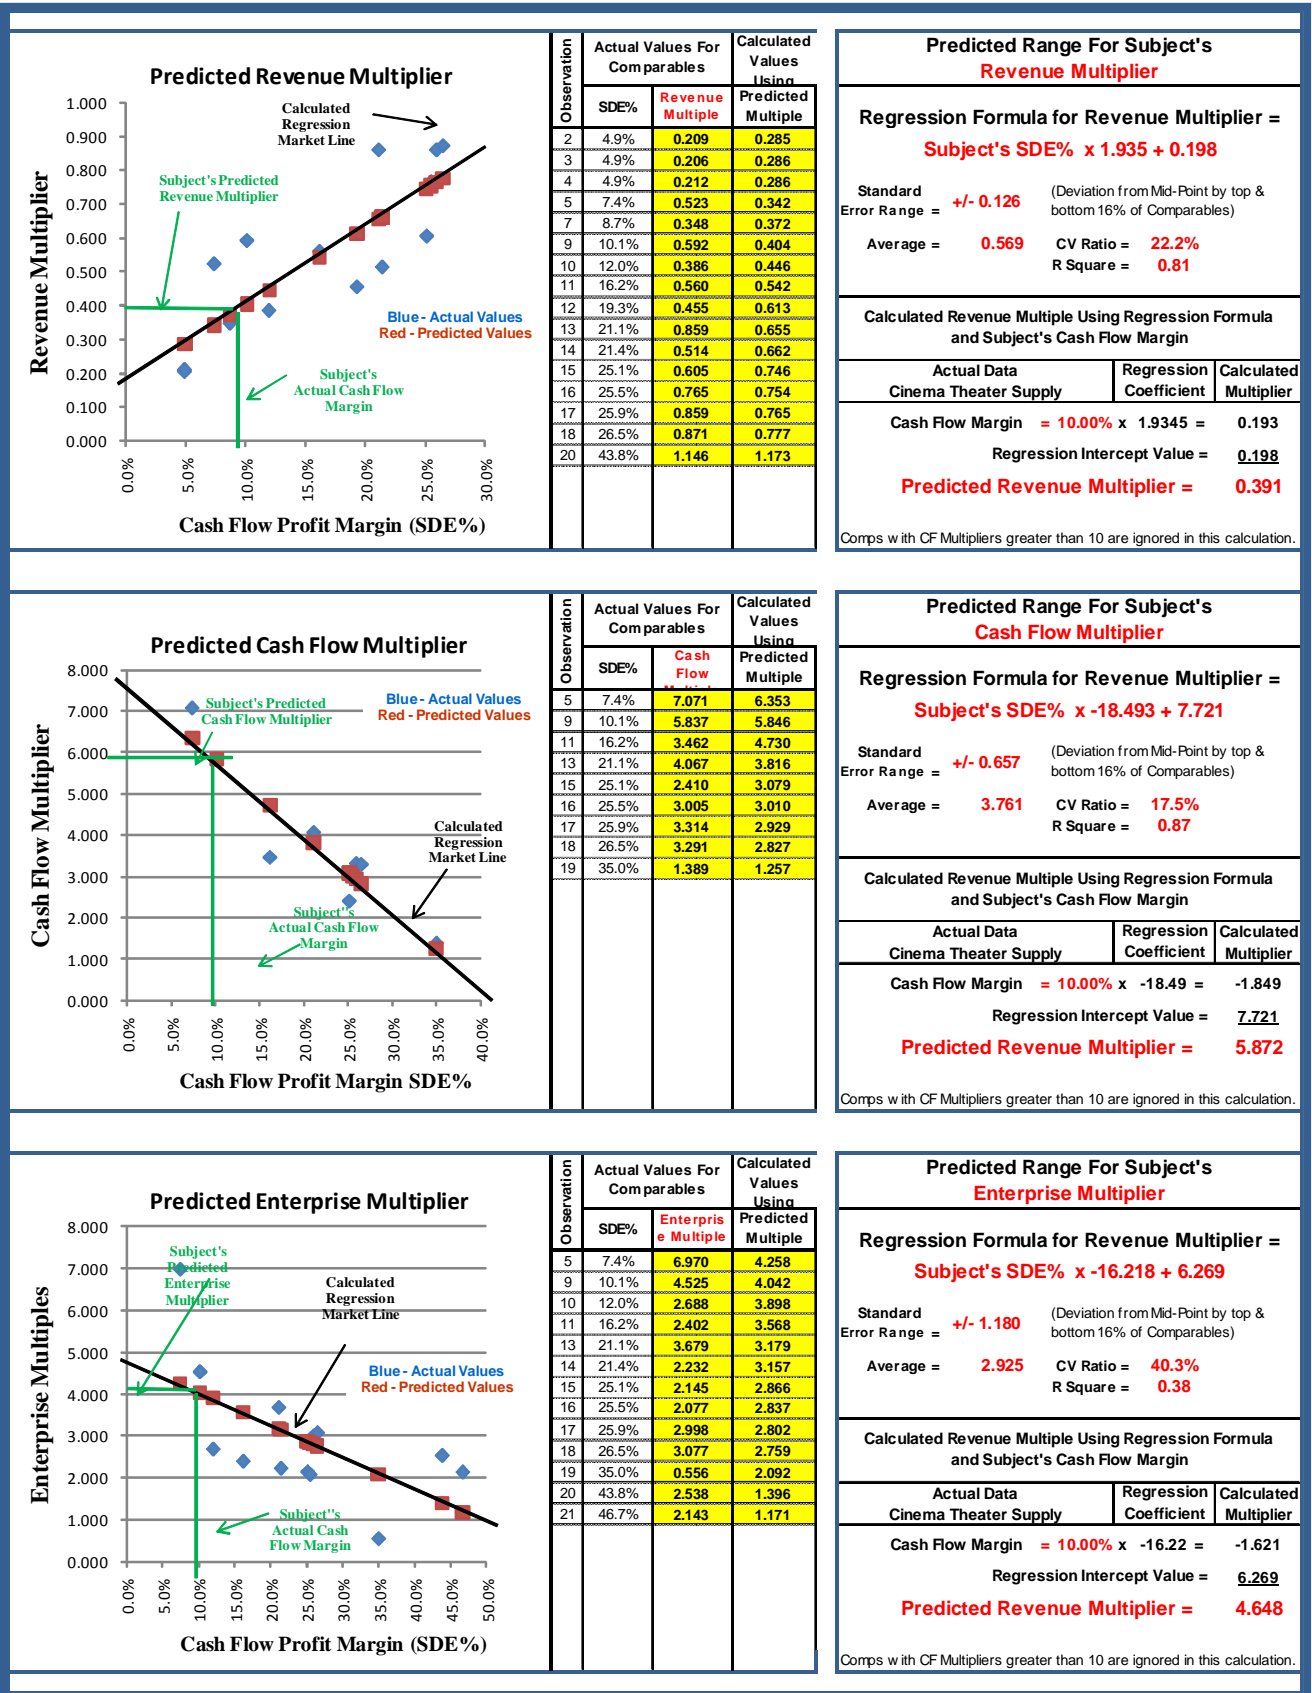 Predicted Revenue Multiplier
1.000
0.900
0.800
0.700
0.600
0.500
0.400
0.300
0.200
0.100
0.000
Revenue Multiplier
Calculated
Regression
Market Line
Subject's Predicted
Revenue Multiplier
Blue - Actual Values
Red - Predicted Values
Subject's
Actual Cash Flow
Margin
0.0%
5.0%
10.0%
15.0%
20.0%
25.0%
30.0%
Cash Flow Profit Margin (SDE%)
Observation
Actual Values For
Comparables
Calculated
Values
Using
SDE%
Revenue
Multiple
Predicted
Multiple
2 4.9% 0.209 0.285
3 4.9% 0.206 0.286
4 4.9% 0.212 0.286
5 7.4% 0.523 0.342
7 8.7% 0.348 0.372
9 10.1% 0.592 0.404
10 12.0% 0.386 0.446
11 16.2% 0.560 0.542
12 19.3% 0.455 0.613
13 21.1% 0.859 0.655
14 21.4% 0.514 0.662
15 25.1% 0.605 0.746
16 25.5% 0.765 0.754
17 25.9% 0.859 0.765
18 26.5% 0.871 0.777
20 43.8% 1.146 1.173
Predicted Range For Subject's
Revenue Multiplier
Regression Formula for Revenue Multiplier =
Subject's SDE% x 1.935 + 0.198
Standard
Error Range = +/- 0.126
(Deviation from Mid-Point by top &
bottom 16% of Comparables)
Average = 0.569 CV Ratio = 22.2%
R Square = 0.81
Calculated Revenue Multiple Using Regression Formula
and Subject's Cash Flow Margin
Actual Data
Cinema Theater Supply
Regression
Coefficient
Calculated
Multiplier
Cash Flow Margin = 10.00% x 1.9345 = 0.193
Regression Intercept Value = 0.198
Predicted Revenue Multiplier = 0.391
Comps with CF Multipliers greater than 10 are ignored in this calculation.
Predicted Cash Flow Multiplier
8.000
7.000
6.000
5.000
4.000
3.000
2.000
1.000
0.000
Cash Flow Multiplier
Subject's Predicted
Cash Flow Multiplier
Blue - Actual Values
Red - Predicted Values
Calculated
Regression
Market Line
Subject"s
Actual Cash Flow
Margin
0.0%
5.0%
10.0%
15.0%
20.0%
25.0%
30.0%
35.0%
40.0%
Cash Flow Profit Margin SDE%
Observation
Actual Values For
Comparables
Calculated
Values
Using
SDE%
Cash
Flow
Predicted
Multiple
5 7.4% 7.071 6.353
9 10.1% 5.837 5.846
11 16.2% 3.462 4.730
13 21.1% 4.067 3.816
15 25.1% 2.410 3.079
16 25.5% 3.005 3.010
17 25.9% 3.314 2.929
18 26.5% 3.291 2.827
19 35.0% 1.389 1.257
Predicted Range For Subject's
Cash Flow Multiplier
Regression Formula for Revenue Multiplier =
Subject's SDE% x -18.493 + 7.721
Standard
Error Range = +/- 0.657
(Deviation from Mid-Point by top &
bottom 16% of Comparables)
Average = 3.761 CV Ratio = 17.5%
R Square = 0.87
Calculated Revenue Multiple Using Regression Formula
and Subject's Cash Flow Margin
Actual Data
Cinema Theater Supply
Regression
Coefficient
Calculated
Multiplier
Cash Flow Margin = 10.00% x -18.49 = -1.849
Regression Intercept Value = 7.721
Predicted Revenue Multiplier = 5.872
Comps with CF Multipliers greater than 10 are ignored in this calculation.
Predicted Enterprise Multiplier
8.000
7.000
6.000
5.000
4.000
3.000
2.000
1.000
0.000
Enterprise Multiples
Subject's
Predicted
Enterprise
Multiplier
Calculated
Regression
Market Line
Blue - Actual Values
Red - Predicted Values
Subject"s
Actual Cash
Flow Margin
0.0%
5.0%
10.0%
15.0%
20.0%
25.0%
30.0%
35.0%
40.0%
45.0%
50.0%
Cash Flow Profit Margin (SDE%)
Observation
Actual Values For
Comparables
Calculated
Values
Using
SDE%
Enterpris
e Multiple
Predicted
Multiple
5 7.4% 6.970 4.258
9 10.1% 4.525 4.042
10 12.0% 2.688 3.898
11 16.2% 2.402 3.568
13 21.1% 3.679 3.179
14 21.4% 2.232 3.157
15 25.1% 2.145 2.866
16 25.5% 2.077 2.837
17 25.9% 2.998 2.802
18 26.5% 3.077 2.759
19 35.0% 0.556 2.092
20 43.8% 2.538 1.396
21 46.7% 2.143 1.171
Predicted Range For Subject's
Enterprise Multiplier
Regression Formula for Revenue Multiplier =
Subject's SDE% x -16.218 + 6.269
Standard
Error Range = +/- 1.180
(Deviation from Mid-Point by top &
bottom 16% of Comparables)
Average = 2.925 CV Ratio = 40.3%
R Square = 0.38
Calculated Revenue Multiple Using Regression Formula
and Subject's Cash Flow Margin
Actual Data
Cinema Theater Supply
Regression
Coefficient
Calculated
Multiplier
Cash Flow Margin = 10.00% x -16.22 = -1.621
Regression Intercept Value = 6.269
Predicted Revenue Multiplier = 4.648
Comps with CF Multipliers greater than 10 are ignored in this calculation.